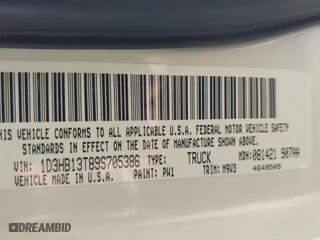 THIS VEHICLE CONFORMS TO ALL APPLICABLE U.S.A. FEDERAL MOTOR VEHICLE SAFETY
STANDARDS IN EFFECT ON THE DATE OF MANUFACTURE SHOWN ABOVE
VIN: 1D3HB13T89S705386 TYPE: TRUCK MDH: 081421 907AA
VEHICLE MADE IN U.S.A. PAINT: PW1 TRIM: M9V3 4648509